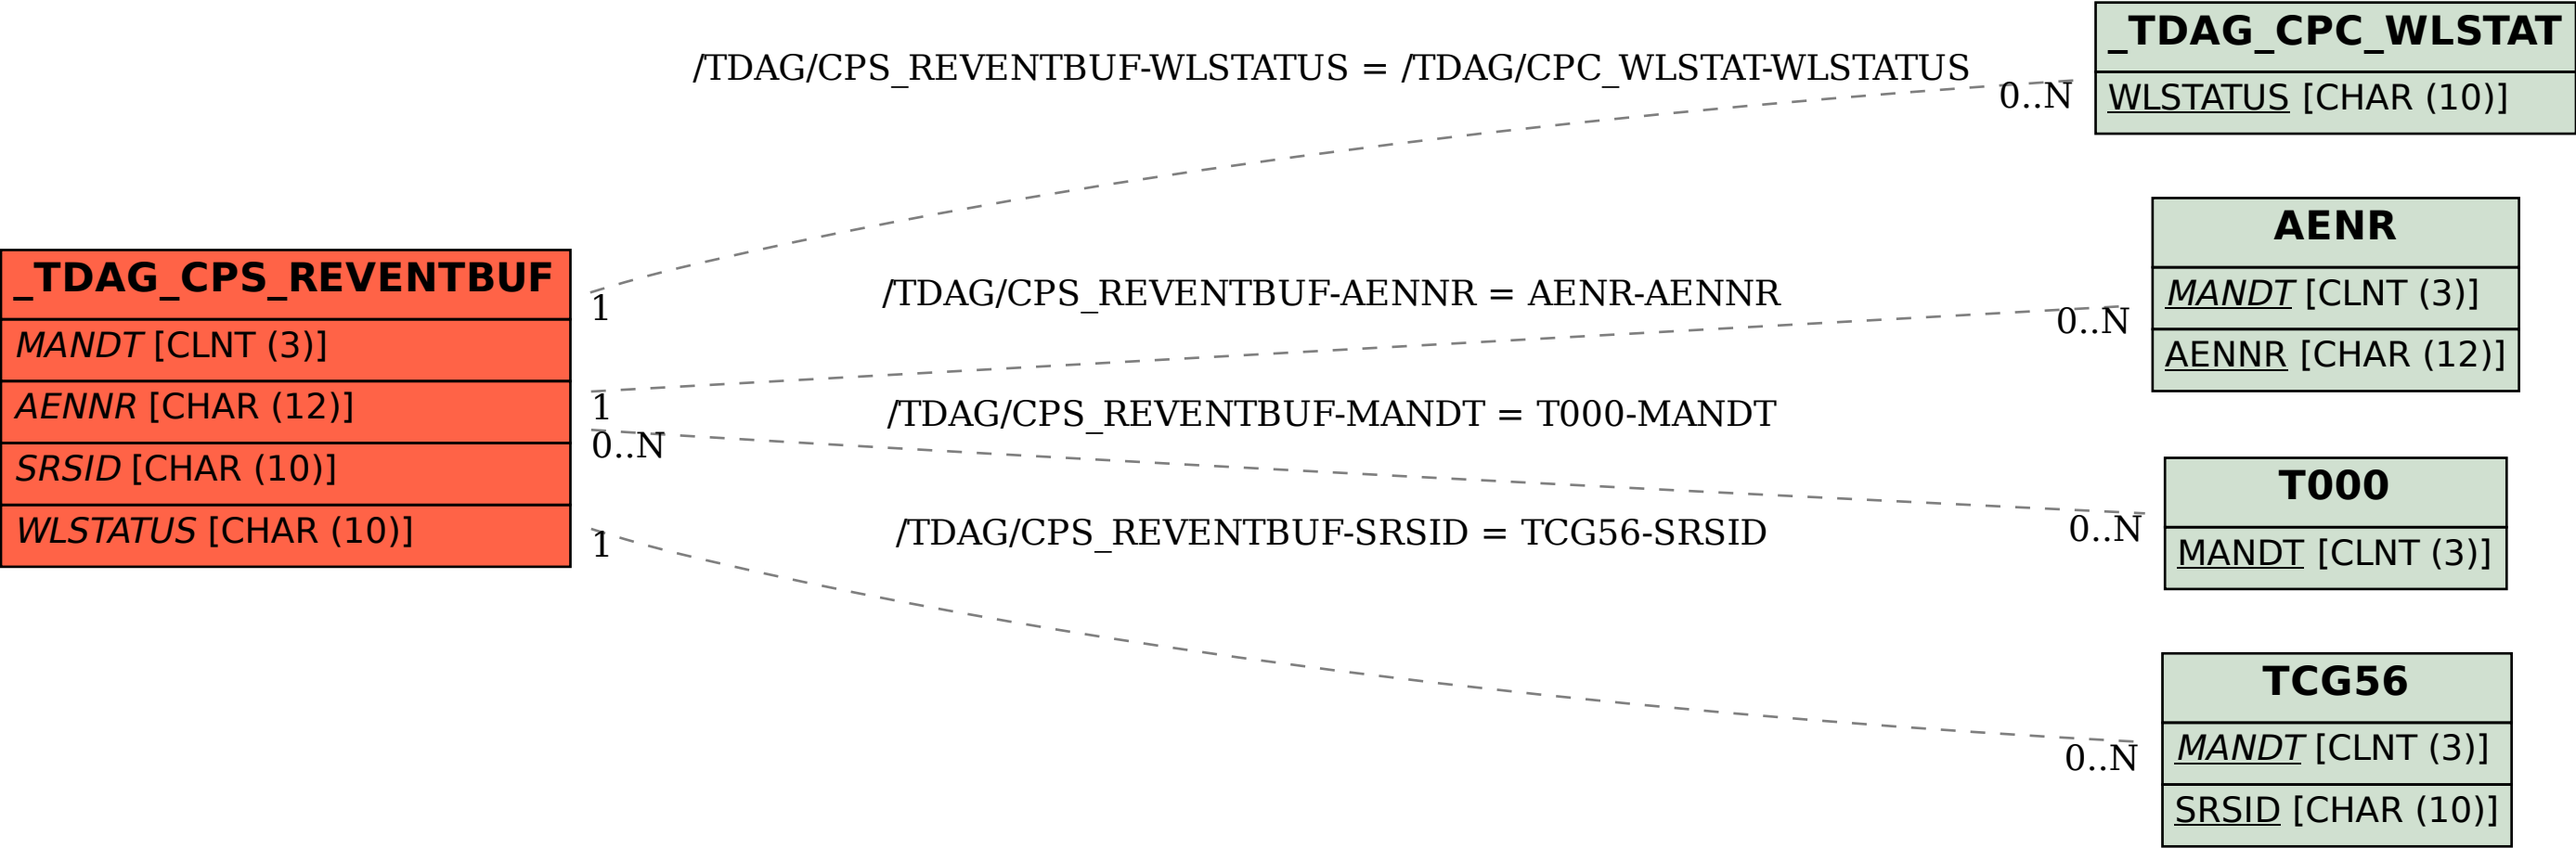 _TDAG_CPS_REVENTBUF
MANDT [CLNT (3)]
AENNR [CHAR (12)]
SRSID [CHAR (10)]
WLSTATUS [CHAR (10)]
/TDAG/CPS_REVENTBUF-WLSTATUS = /TDAG/CPC_WLSTAT-WLSTATUS
1
0..N
/TDAG/CPS_REVENTBUF-AENNR = AENR-AENNR
1
0..N
/TDAG/CPS_REVENTBUF-MANDT = T000-MANDT
0..N
0..N
/TDAG/CPS_REVENTBUF-SRSID = TCG56-SRSID
1
0..N
_TDAG_CPC_WLSTAT
WLSTATUS [CHAR (10)]
AENR
MANDT [CLNT (3)]
AENNR [CHAR (12)]
T000
MANDT [CLNT (3)]
TCG56
MANDT [CLNT (3)]
SRSID [CHAR (10)]